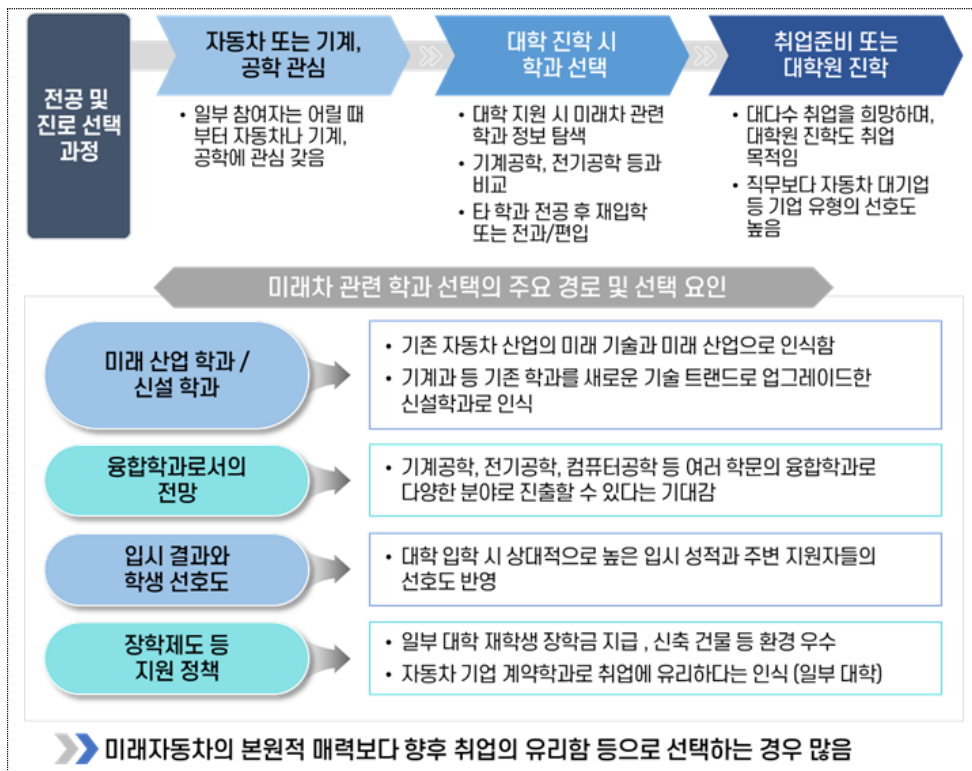 전공 및
진로 선택
과정
자동차 또는 기계,
공학 관심
• 일부 참여자는 어릴 때
부터 자동차나 기계,
공학에 관심 갖음
대학 진학 시
학과 선택
• 대학 지원 시 미래차 관련
학과 정보 탐색
• 기계공학, 전기공학 등과
비교
• 타 학과 전공 후 재입학
또는 전과/편입
취업준비 또는
대학원 진학
• 대다수 취업을 희망하며,
대학원 진학도 취업
목적임
• 직무보다 자동차 대기업
등 기업 유형의 선호도
높음
미래차 관련 학과 선택의 주요 경로 및 선택 요인
미래 산업 학과 /
신설 학과
• 기존 자동차 산업의 미래 기술과 미래 산업으로 인식함
• 기계과 등 기존 학과를 새로운 기술 트랜드로 업그레이드한
신설학과로 인식
융합학과로서의
전망
• 기계공학, 전기공학, 컴퓨터공학 등 여러 학문의 융합학과로
다양한 분야로 진출할 수 있다는 기대감
입시 결과와
학생 선호도
• 대학 입학 시 상대적으로 높은 입시 성적과 주변 지원자들의
선호도 반영
장학제도 등
지원 정책
• 일부 대학 재학생 장학금 지급 , 신축 건물 등 환경 우수
• 자동차 기업 계약학과로 취업에 유리하다는 인식 (일부 대학)
미래자동차의 본원적 매력보다 향후 취업의 유리함 등으로 선택하는 경우 많음